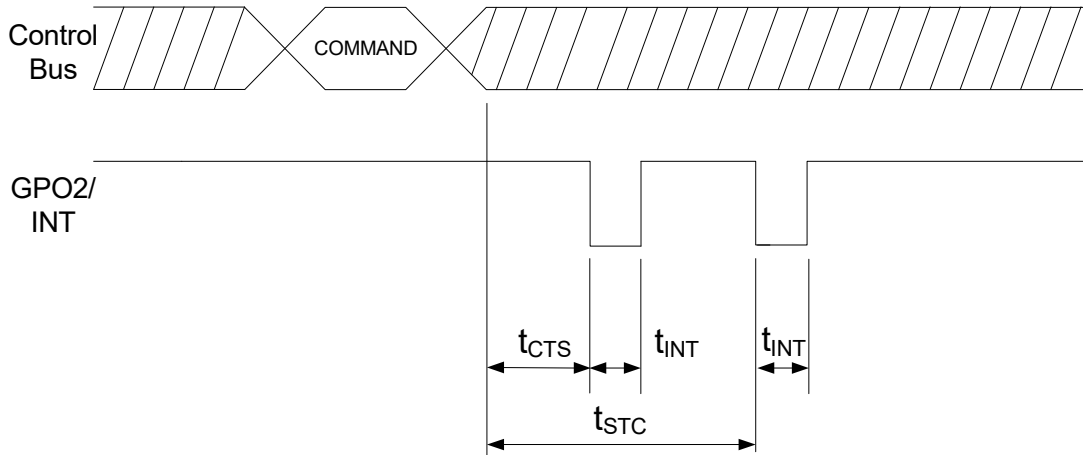 Control
Bus
COMMAND
GPO2/
INT
tCTS
tINT
tINT
tSTC